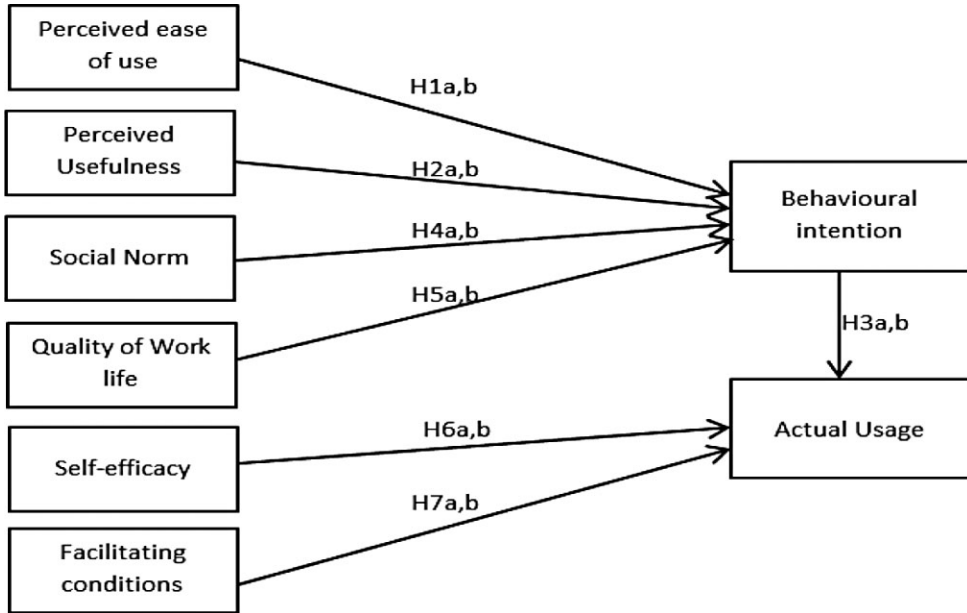 Perceived ease
of use
H1a,b
Perceived
Usefulness
H2a,b
Behavioural
intention
Social Norm
H4a,b
H5a,b
H3a,b
Quality of Work
life
H6a,b
Actual Usage
Self-efficacy
H7a,b
Facilitating
conditions